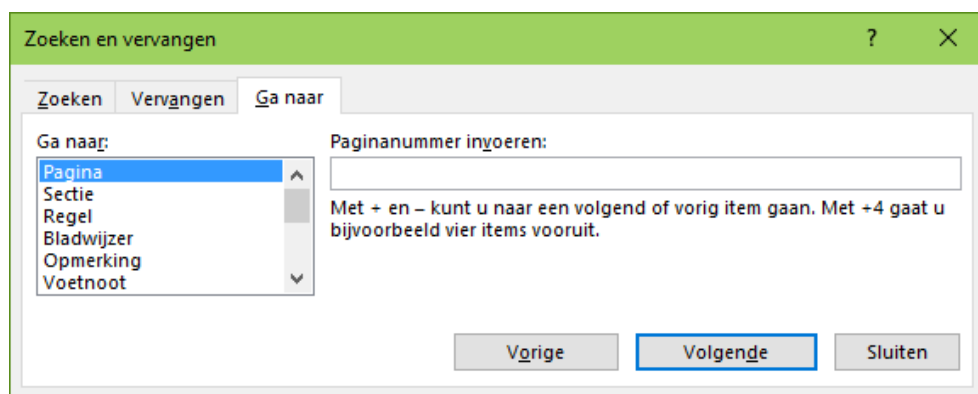 Zoeken en vervangen
Zoeken Vervangen Ga naar
Ga naar:
Pagina
Sectie
Regel
Bladwijzer
Opmerking
Voetnoot
Paginanummer invoeren:
Met + en – kunt u naar een volgend of vorig item gaan. Met +4 gaat u
bijvoorbeeld vier items vooruit.
Vorige Volgende Sluiten